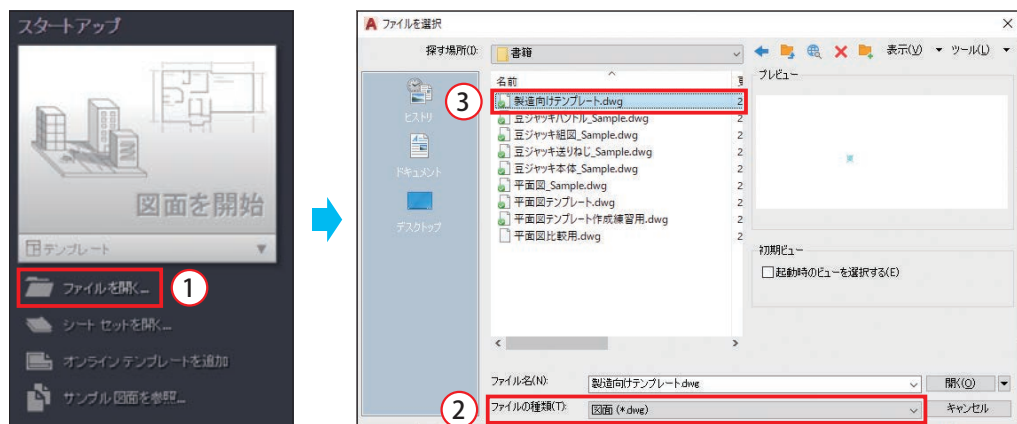 スタートアップ
図面を開始
テンプレート
ファイルを開く...
①
シート セットを開く...
オンライン テンプレートを追加
サンプル図面を参照...
A ファイルを選択
探す場所(I):
書籍
表示(V)
ツール(L)
ヒストリ
ドキュメント
デスクトップ
名前
更
③
製造向けテンプレート.dwg 2
豆ジャッキハンドル_Sample.dwg 2
豆ジャッキ組図_Sample.dwg 2
豆ジャッキ送りねじ_Sample.dwg 2
豆ジャッキ本体_Sample.dwg 2
平面図_Sample.dwg 2
平面図テンプレート.dwg 2
平面図テンプレート作成練習用.dwg 2
平面図比較用.dwg 2
プレビュー
初期ビュー
起動時のビューを選択する(E)
ファイル名(N): 製造向けテンプレート.dwg 開く(O)
② ファイルの種類(T): 図面 (*.dwg) キャンセル